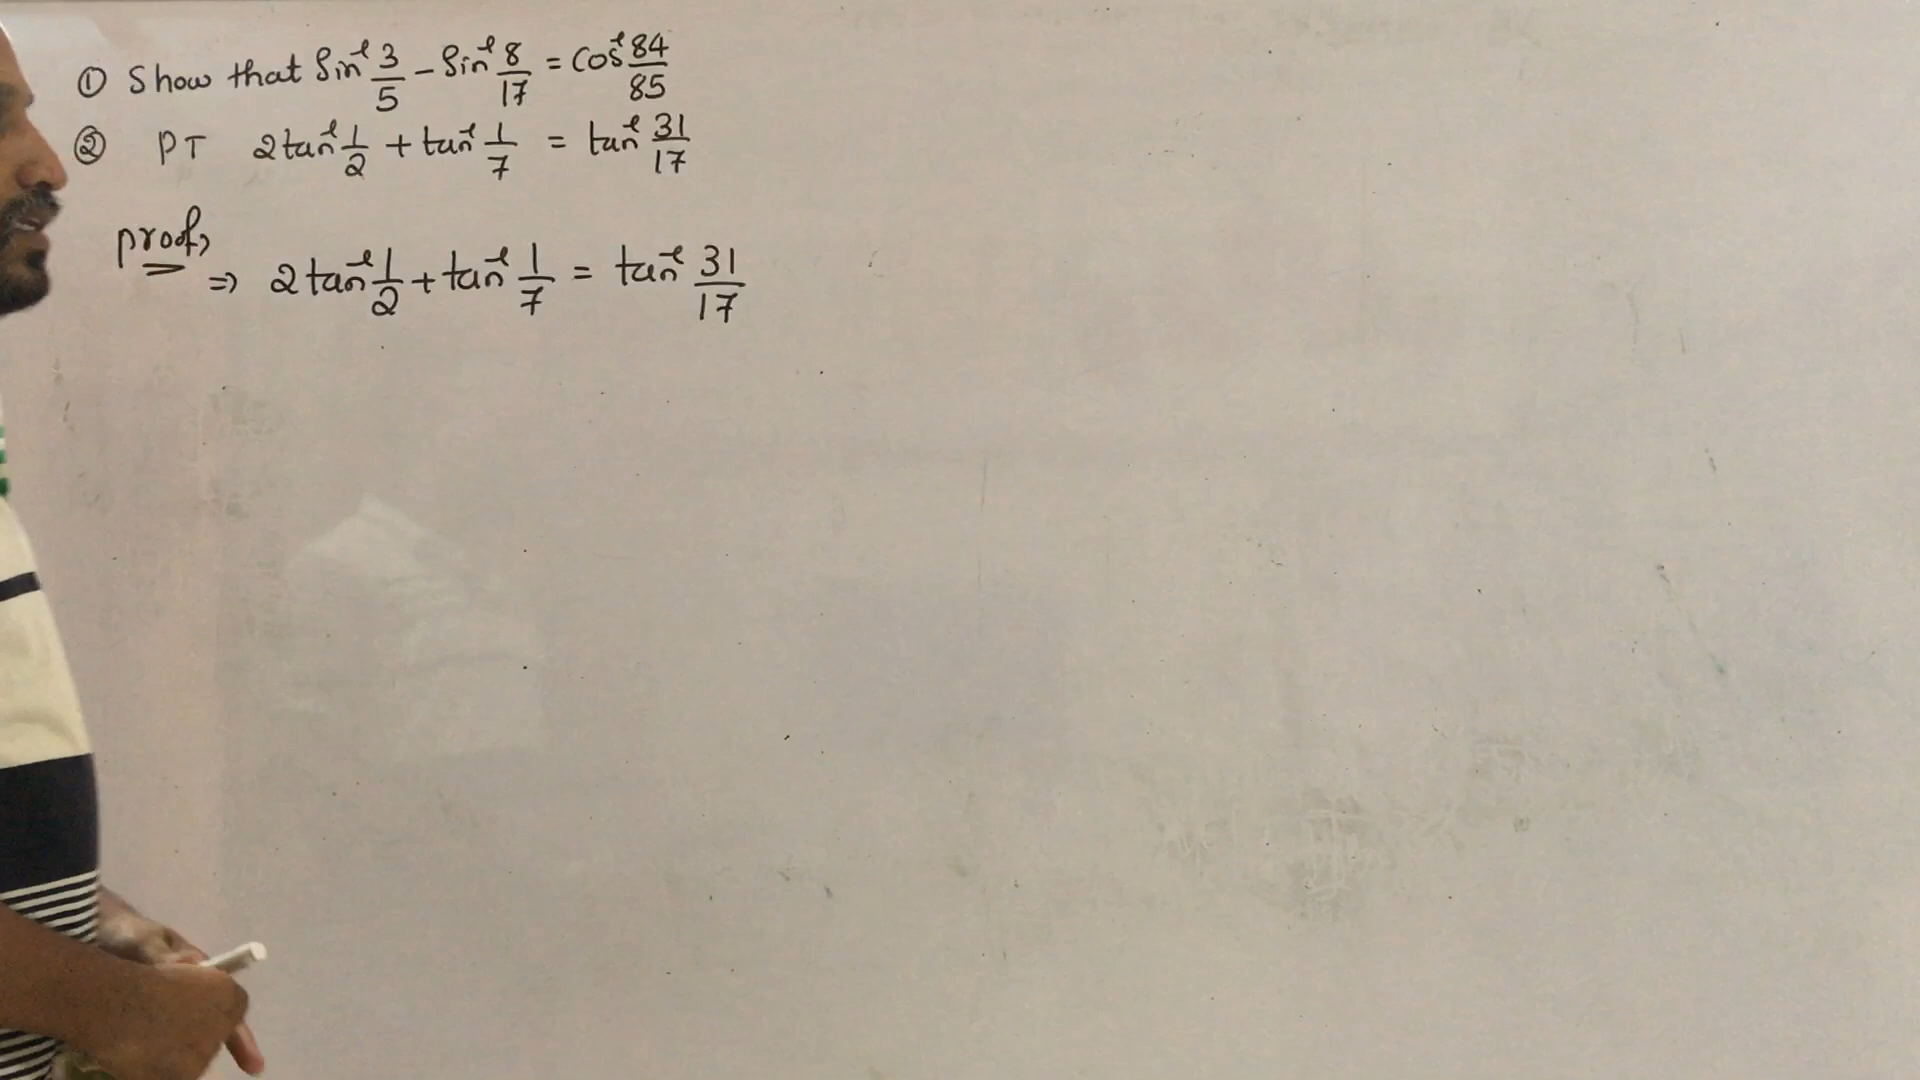 ① Show that Sin⁻¹ 3/5 - Sin⁻¹ 8/17 = Cos⁻¹ 84/85
② PT 2tan⁻¹ 1/2 + tan⁻¹ 1/7 = tan⁻¹ 31/17
proof,
⇒ 2tan⁻¹ 1/2 + tan⁻¹ 1/7 = tan⁻¹ 31/17